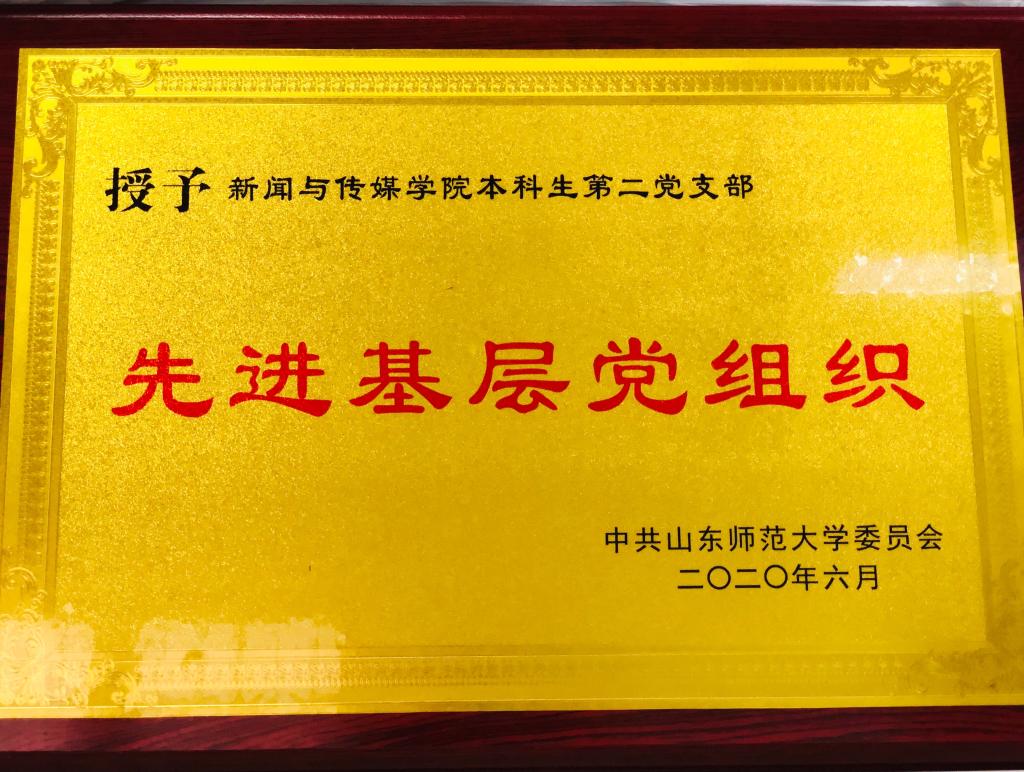 授予 新闻与传媒学院本科生第二党支部
先进基层党组织
中共山东师范大学委员会
二〇二〇年六月